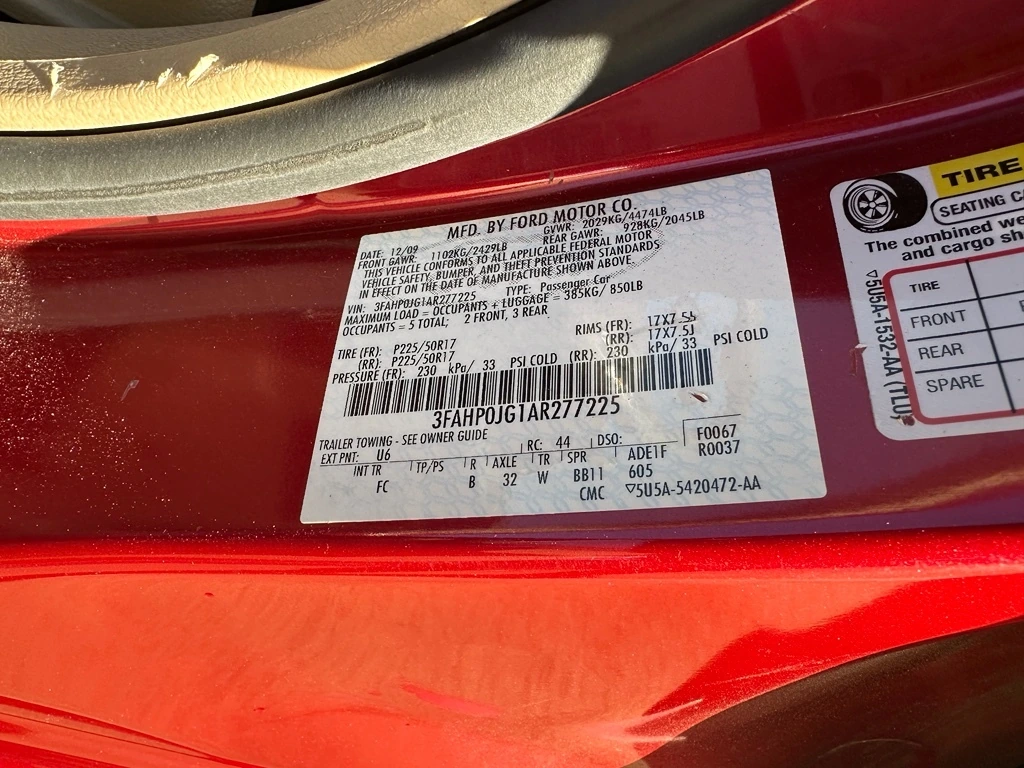 MFD. BY FORD MOTOR CO.
DATE: 12/09 GVWR: 2029KG/4474LB
FRONT GAWR: 1102KG/2429LB REAR GAWR: 928KG/2045LB
THIS VEHICLE CONFORMS TO ALL APPLICABLE FEDERAL MOTOR
VEHICLE SAFETY, BUMPER, AND THEFT PREVENTION STANDARDS
IN EFFECT ON THE DATE OF MANUFACTURE SHOWN ABOVE.
VIN: 3FAHP0JG1AR277225 TYPE: Passenger Car
MAXIMUM LOAD = OCCUPANTS + LUGGAGE = 385KG/ 850LB
OCCUPANTS = 5 TOTAL; 2 FRONT, 3 REAR
TIRE (FR): P225/50R17 RIMS (FR): 17X7.5
(RR): P225/50R17 (RR): 17X7.5J
PRESSURE (FR): 230 kPa/ 33 PSI COLD (RR): 230 kPa/ 33 PSI COLD
3FAHP0JG1AR277225
TRAILER TOWING - SEE OWNER GUIDE
EXT PNT: U6 RC: 44 DSO: F0067
R0037
INT TR TP/PS R AXLE TR SPR ADE1F
FC B 32 W BB11 605
CMC ▽5U5A-5420472-AA
TIRE
SEATING CA
The combined we
and cargo sh
TIRE
FRONT
REAR
SPARE
▽5U5A-1532-AA (TLU)